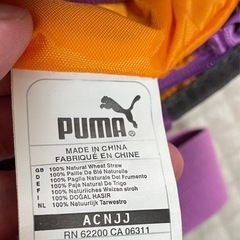 PUMA
MADE IN CHINA
FABRIQUÉ EN CHINE
GB 100% Natural Wheat Straw
D 100% Paille De Blé Naturelle
D 100% Paglie Naturale Del Frumento
E 100% Paja Natural De Trigo
F 100% Natürliches Weizen stroh
I 100% DOĞAL HASIR
NL 100% Natuurlijk Tarwestro
ACNJJ
RN 62200 CA 06311